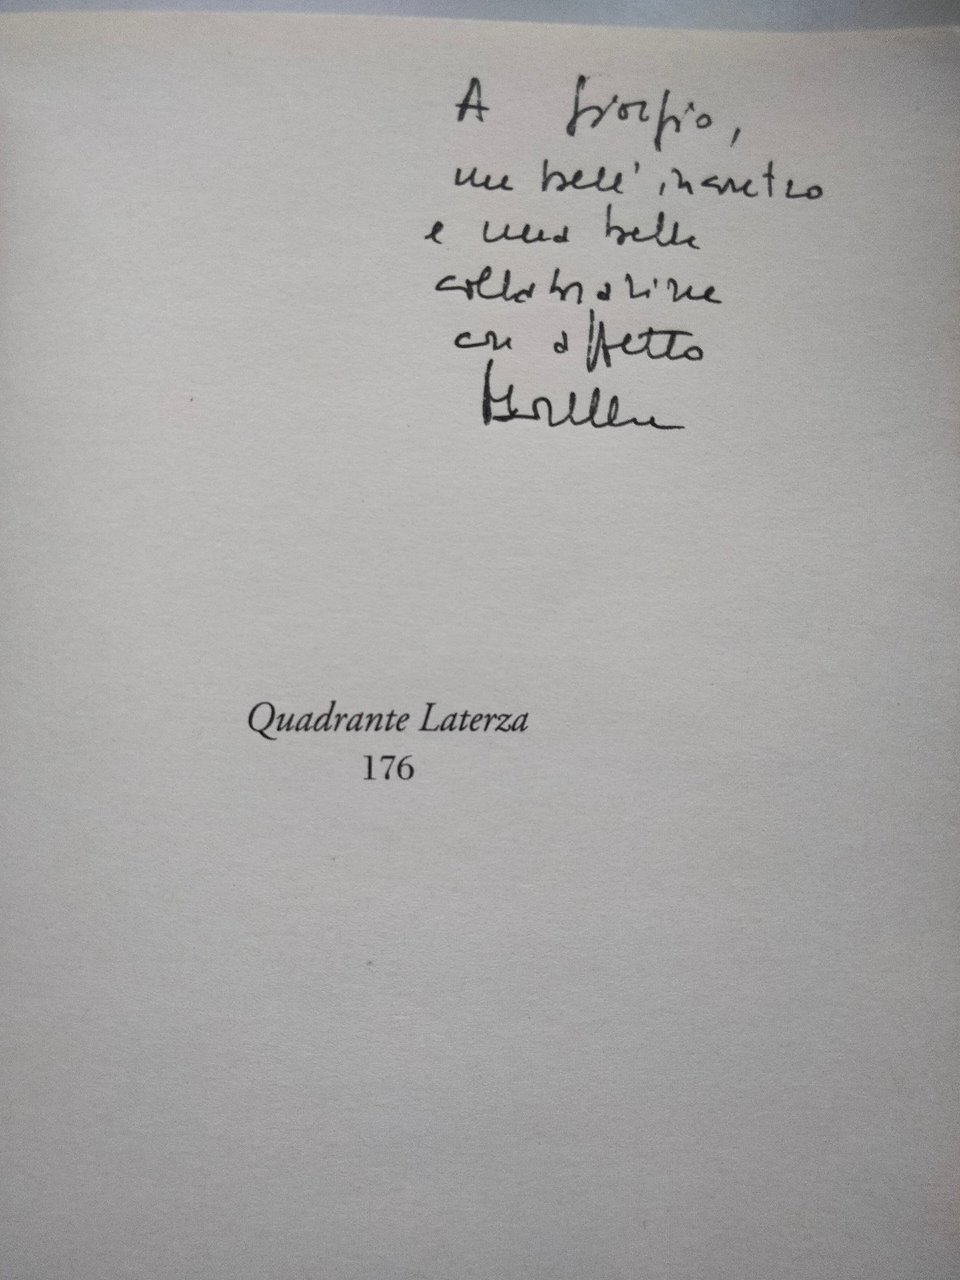 A Giorgio,
un bell' incontro
e una bella
collaborazione
con affetto
Quadrante Laterza
176